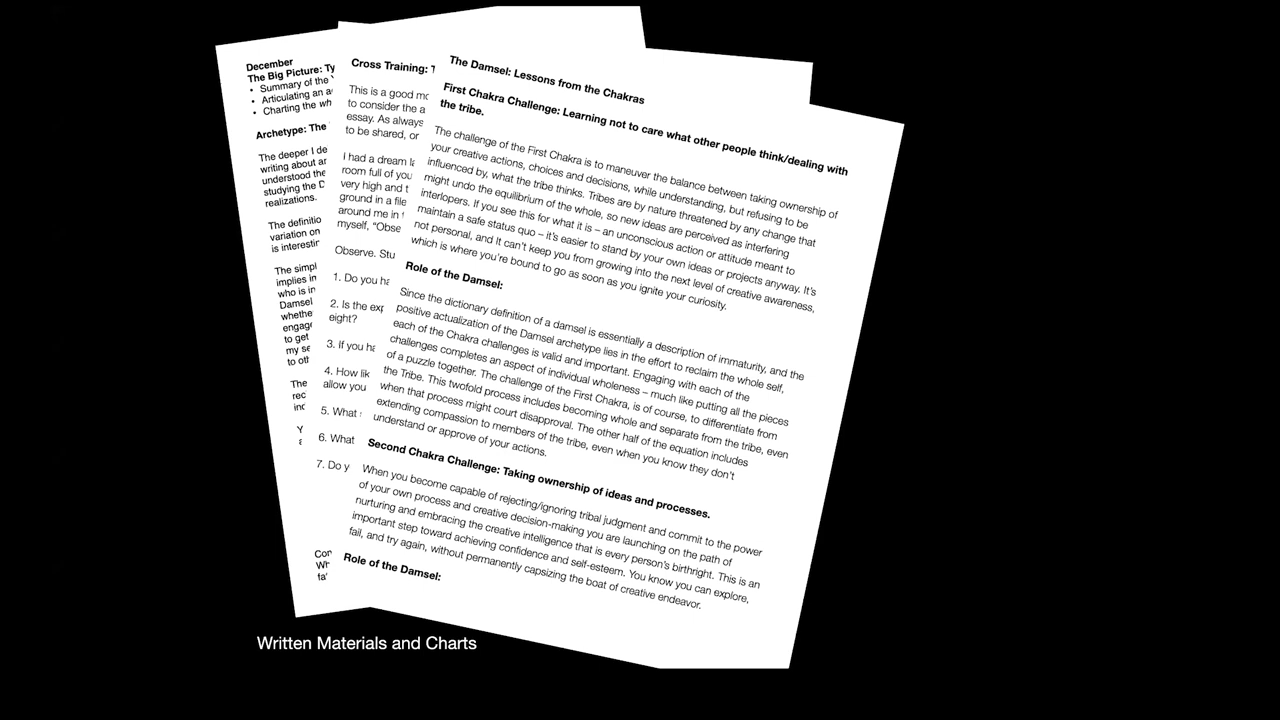 December
The Big Picture: Ty
• Summary of the
• Articulating an a
• Charting the wh
Archetype: The
The deeper I de
writing about ar
understood the
studying the D
realizations.
The definitio
variation on
is interestin
The simpl
implies in
who is in
Damsel
whethe
engage
to get
my se
to oth
The
rec
inc
Y
Cross Training: T
This is a good mo
to consider the a
essay. As always
to be shared, or
I had a dream la
room full of you
very high and t
ground in a file
around me in
myself, “Obse
Observe. Stu
1. Do you ha
2. Is the exp
eight?
3. If you ha
4. How lik
allow you
5. What
6. What
7. Do y
Con
Wh
fa'
The Damsel: Lessons from the Chakras
First Chakra Challenge: Learning not to care what other people think/dealing with
the tribe.
The challenge of the First Chakra is to maneuver the balance between taking ownership of
your creative actions, choices and decisions, while understanding, but refusing to be
influenced by, what the tribe thinks. Tribes are by nature threatened by any change that
might undo the equilibrium of the whole, so new ideas are perceived as interfering
interlopers. If you see this for what it is – an unconscious action or attitude meant to
maintain a safe status quo – it’s easier to stand by your own ideas or projects anyway. It’s
not personal, and It can’t keep you from growing into the next level of creative awareness,
which is where you’re bound to go as soon as you ignite your curiosity.
Role of the Damsel:
Since the dictionary definition of a damsel is essentially a description of immaturity, and the
positive actualization of the Damsel archetype lies in the effort to reclaim the whole self,
each of the Chakra challenges is valid and important. Engaging with each of the
challenges completes an aspect of individual wholeness – much like putting all the pieces
of a puzzle together. The challenge of the First Chakra, is of course, to differentiate from
the Tribe. This twofold process includes becoming whole and separate from the tribe, even
when that process might court disapproval. The other half of the equation includes
extending compassion to members of the tribe, even when you know they don’t
understand or approve of your actions.
Second Chakra Challenge: Taking ownership of ideas and processes.
When you become capable of rejecting/ignoring tribal judgment and commit to the power
of your own process and creative decision-making you are launching on the path of
nurturing and embracing the creative intelligence that is every person’s birthright. This is an
important step toward achieving confidence and self-esteem. You know you can explore,
fail, and try again, without permanently capsizing the boat of creative endeavor.
Role of the Damsel:
Written Materials and Charts